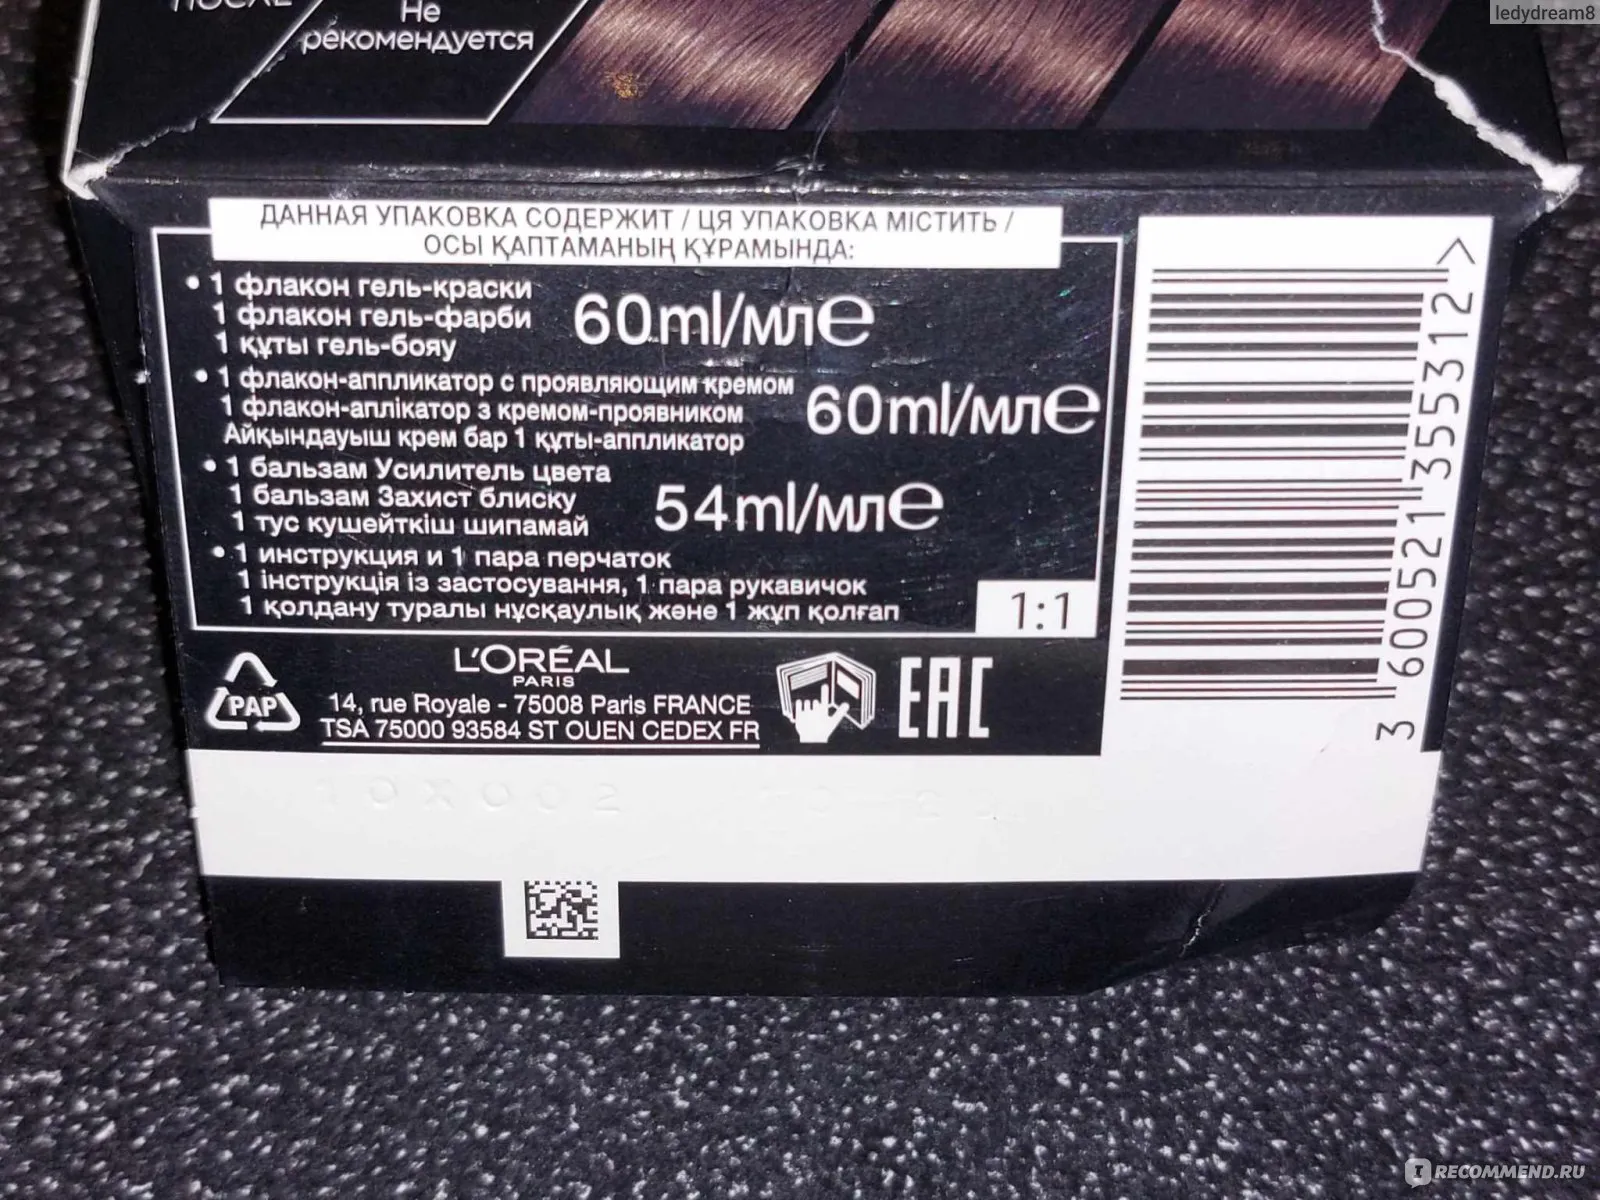 ledydream8
ПОСЛЕ
Не
рекомендуется
ДАННАЯ УПАКОВКА СОДЕРЖИТ / ЦЯ УПАКОВКА МІСТИТЬ /
ОСЫ ҚАПТАМАНЫҢ ҚҰРАМЫНДА:
• 1 флакон гель-краски
1 флакон гель-фарби
1 құты гель-бояу
60ml/мл℮
• 1 флакон-аппликатор с проявляющим кремом
1 флакон-аплікатор з кремом-проявником
Айқындауыш крем бар 1 құты-аппликатор
60ml/мл℮
• 1 бальзам Усилитель цвета
1 бальзам Захист блиску
1 тус кушейткіш шипамай
54ml/мл℮
• 1 инструкция и 1 пара перчаток
1 інструкція із застосування, 1 пара рукавичок
1 қолдану туралы нұсқаулық және 1 жұп қолғап
1:1
3 600521 355312 >
PAP
L'ORÉAL
PARIS
14, rue Royale - 75008 Paris FRANCE
TSA 75000 93584 ST OUEN CEDEX FR
EAC
10X002
RECOMMEND.RU